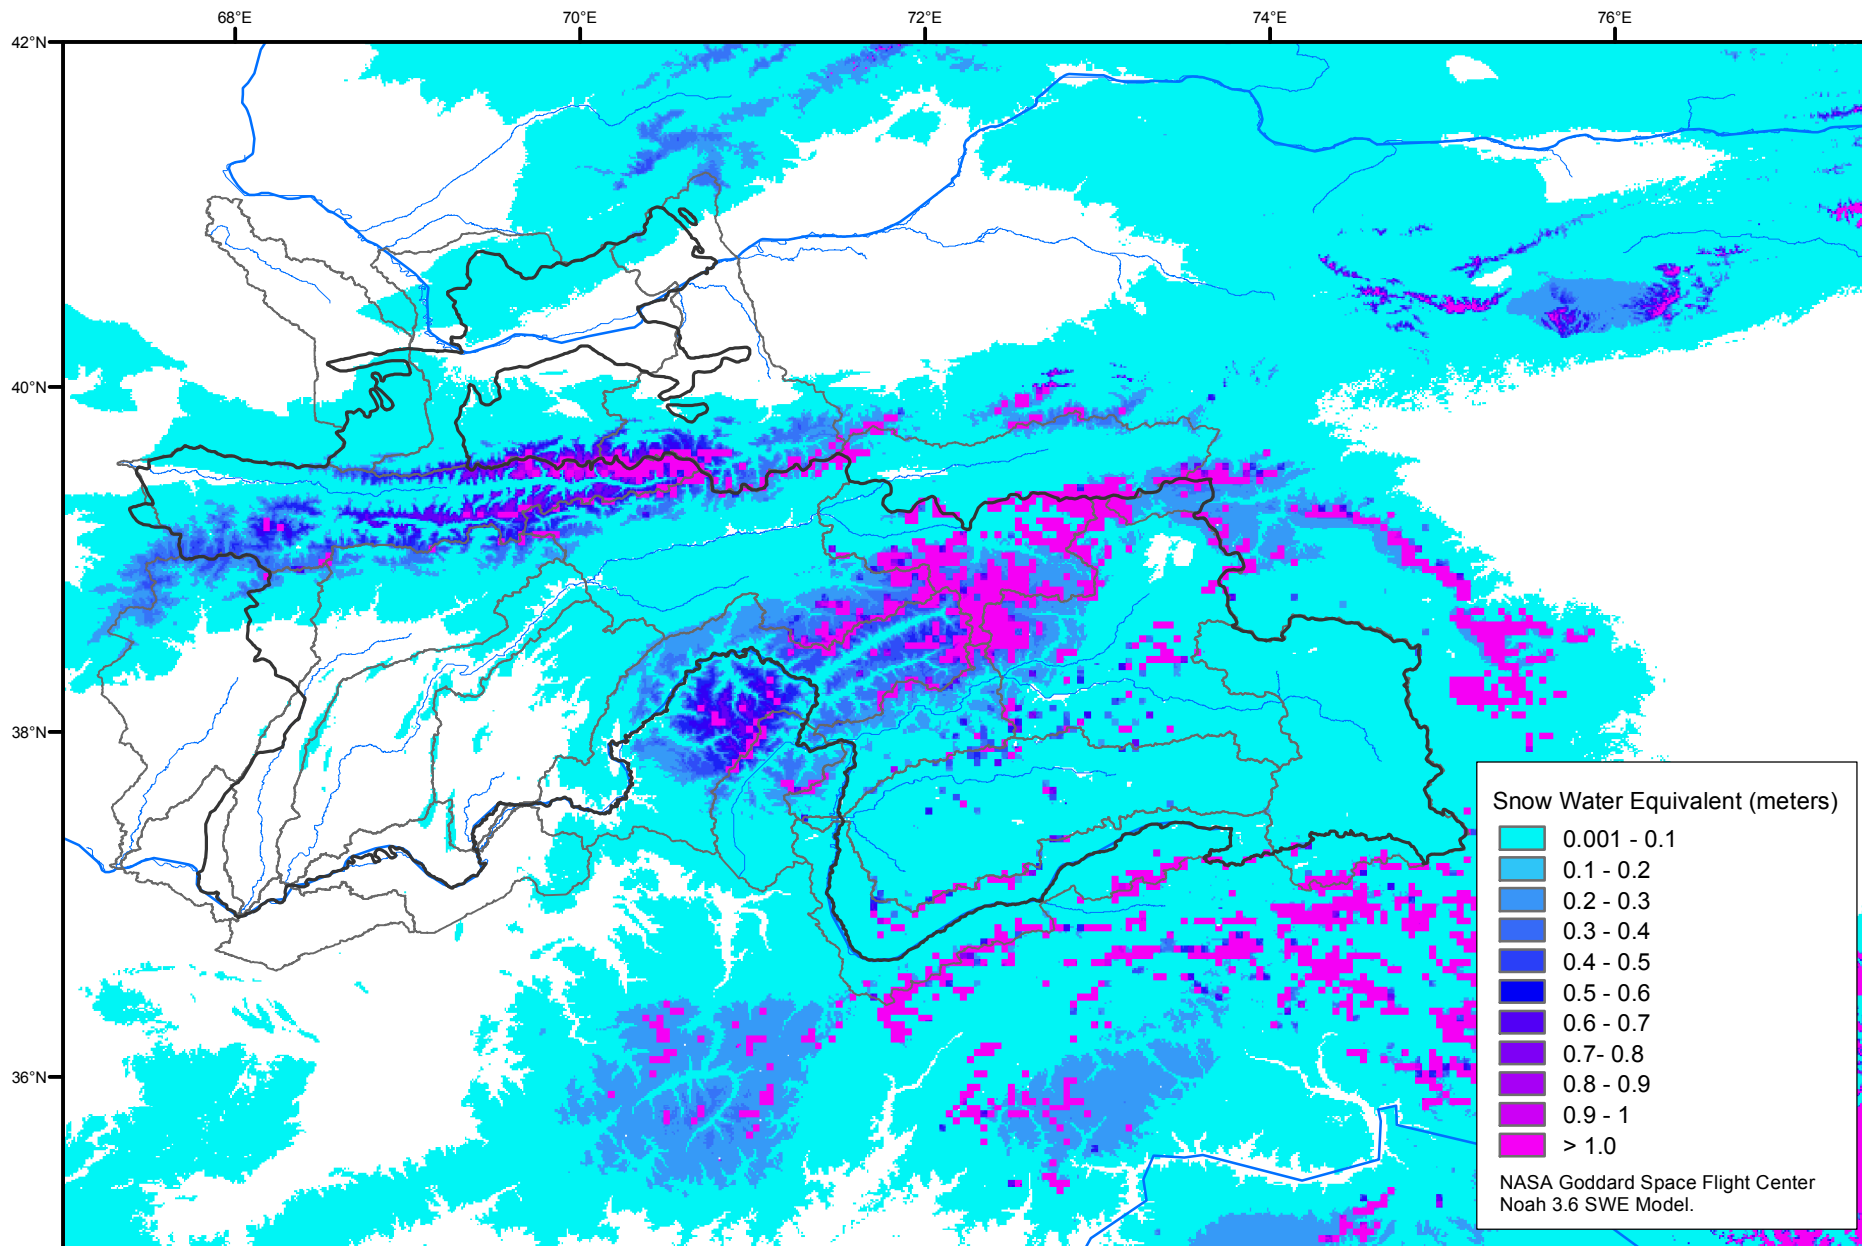 68°E 70°E 72°E 74°E 76°E
42°N
40°N
38°N
36°N
Snow Water Equivalent (meters)
0.001 - 0.1
0.1 - 0.2
0.2 - 0.3
0.3 - 0.4
0.4 - 0.5
0.5 - 0.6
0.6 - 0.7
0.7- 0.8
0.8 - 0.9
0.9 - 1
> 1.0
NASA Goddard Space Flight Center
Noah 3.6 SWE Model.